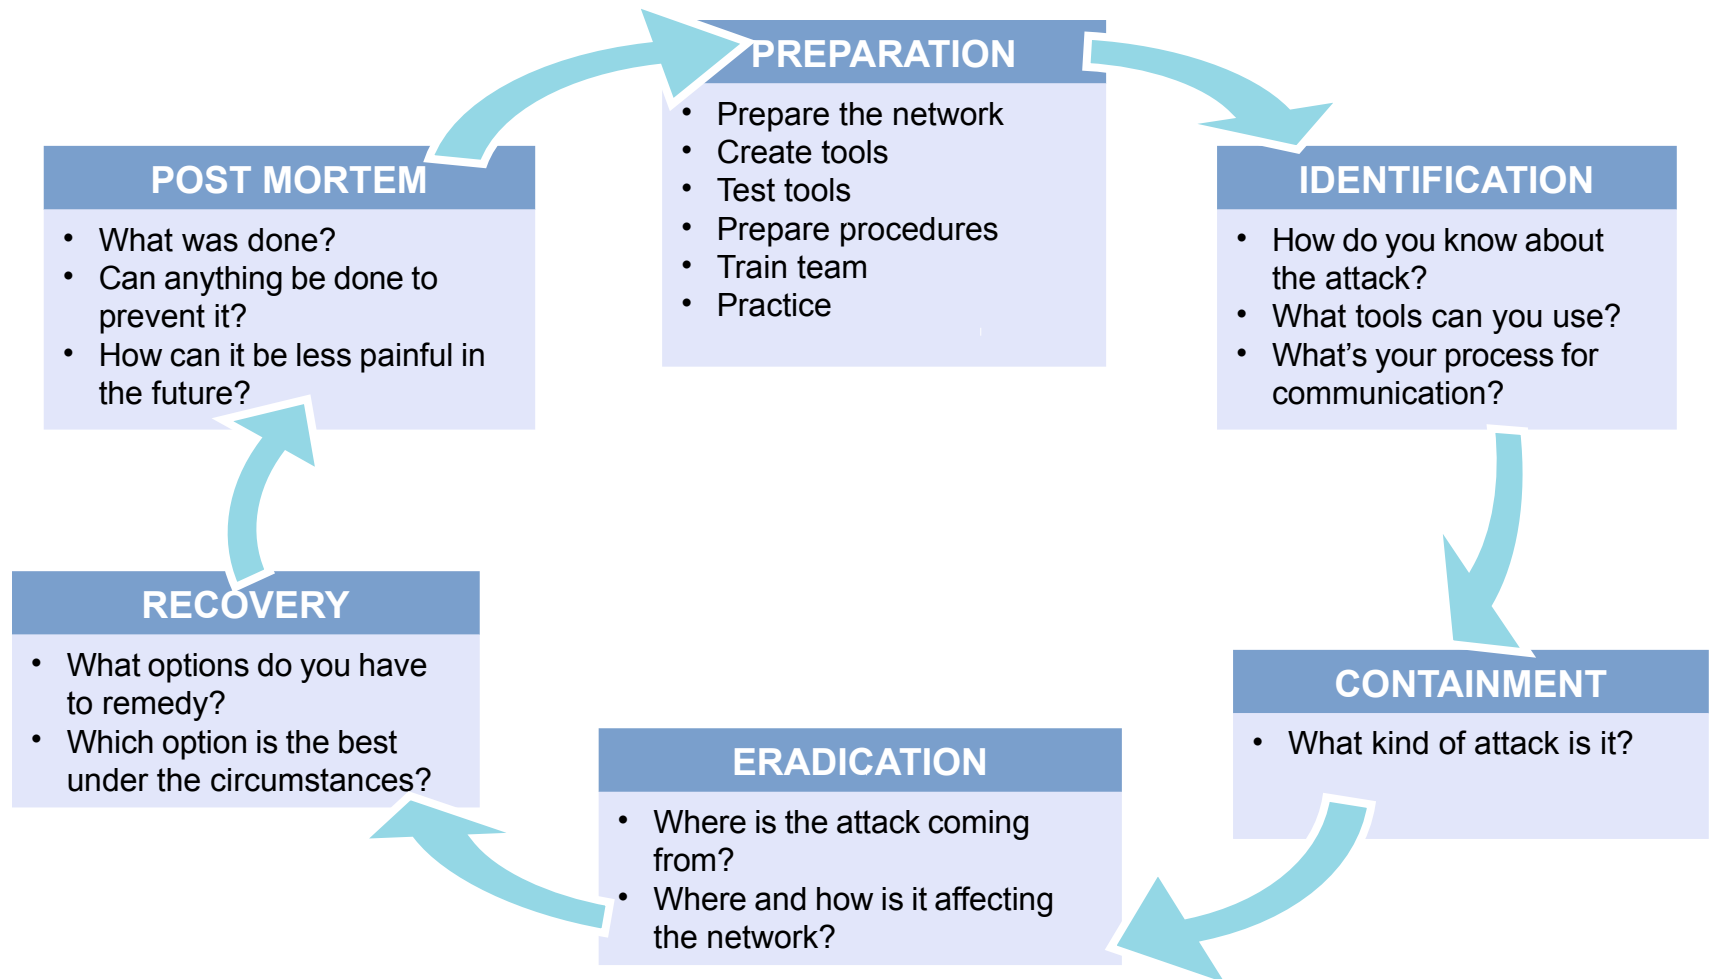 PREPARATION
• Prepare the network
• Create tools
• Test tools
• Prepare procedures
• Train team
• Practice
IDENTIFICATION
• How do you know about
the attack?
• What tools can you use?
• What’s your process for
communication?
CONTAINMENT
• What kind of attack is it?
ERADICATION
• Where is the attack coming
from?
• Where and how is it affecting
the network?
RECOVERY
• What options do you have
to remedy?
• Which option is the best
under the circumstances?
POST MORTEM
• What was done?
• Can anything be done to
prevent it?
• How can it be less painful in
the future?